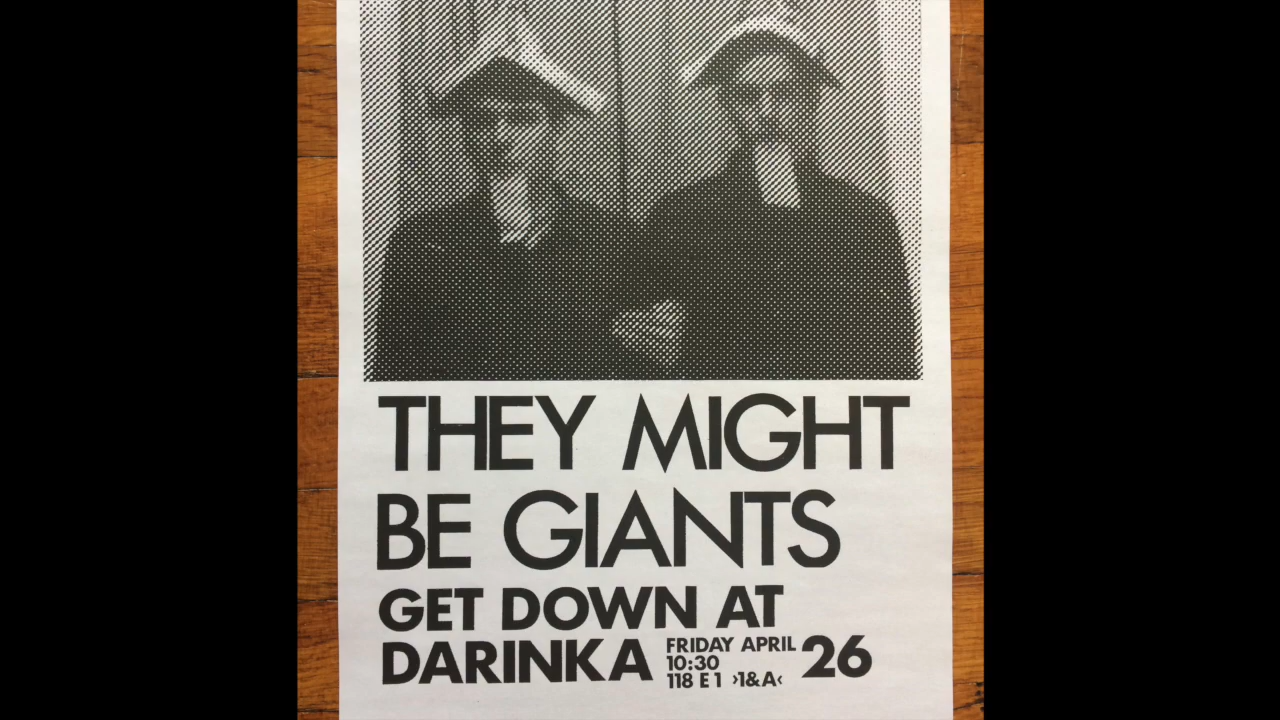 THEY MIGHT
BE GIANTS
GET DOWN AT
DARINKA
FRIDAY APRIL 26
10:30
118 E 1 ›1&A‹